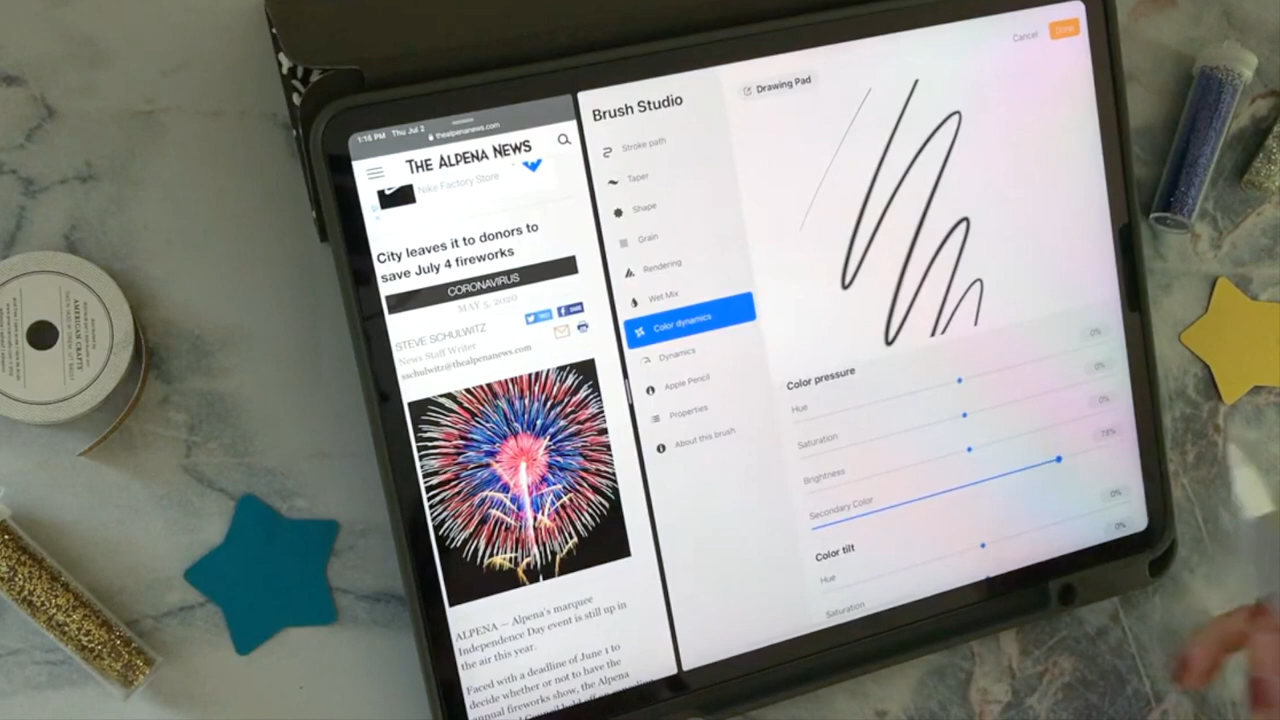 1:16 PM Thu Jul 2
thealpenanews.com
THE ALPENA NEWS
Nike Factory Store
City leaves it to donors to
save July 4 fireworks
CORONAVIRUS
MAY 5, 2020
STEVE SCHULWITZ
News Staff Writer
sschulwitz@thealpenanews.com
SHARE
ALPENA — Alpena's marquee
Independence Day event is still up in
the air this year.
Faced with a deadline of June 1 to
decide whether or not to have the
annual fireworks show, the Alpena
Brush Studio
Stroke path
Taper
Shape
Grain
Rendering
Wet Mix
Color dynamics
Dynamics
Apple Pencil
Properties
About this brush
Cancel
Done
Drawing Pad
Color pressure
0%
Hue
0%
Saturation
0%
Brightness
78%
Secondary Color
Color tilt
0%
Hue
0%
Saturation
AMERICAN CRAFTS